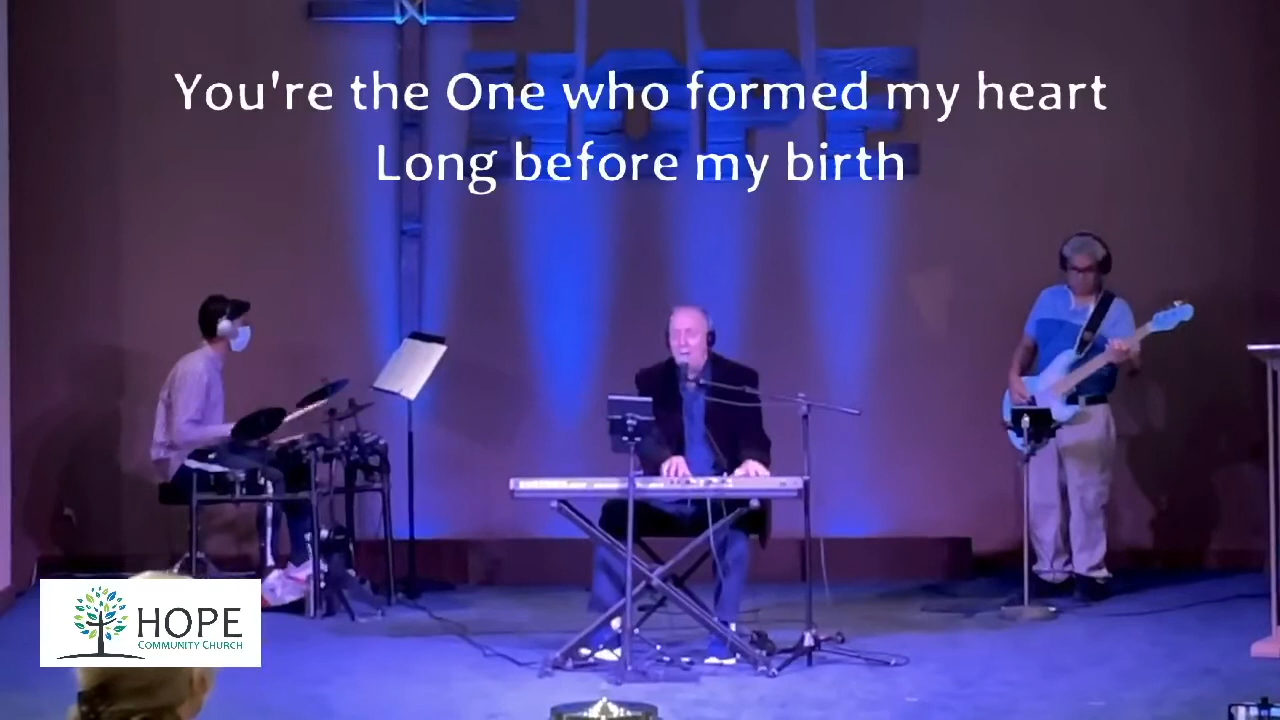 You're the One who formed my heart
Long before my birth
HOPE
HOPE
COMMUNITY CHURCH